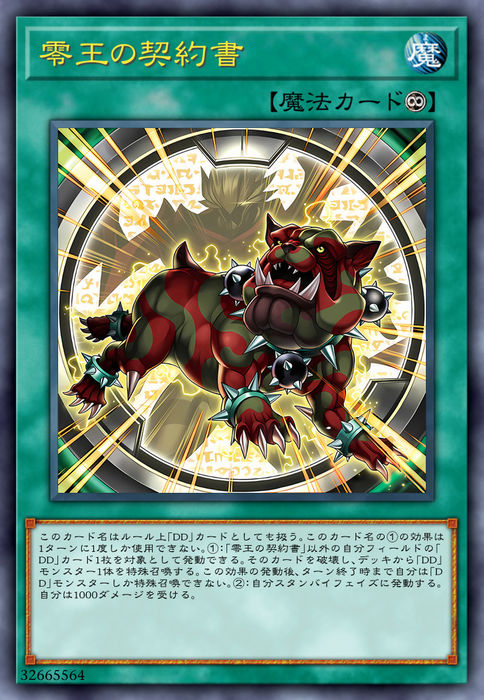 零王の契約書
魔
【魔法カード】
このカード名はルール上「DD」カードとしても扱う。このカード名の①の効果は
1ターンに1度しか使用できない。①:「零王の契約書」以外の自分フィールドの「
DD」カード1枚を対象として発動できる。そのカードを破壊し、デッキから「DD」
モンスター1体を特殊召喚する。この効果の発動後、ターン終了時まで自分は「D
D」モンスターしか特殊召喚できない。②:自分スタンバイフェイズに発動する。
自分は1000ダメージを受ける。
32665564